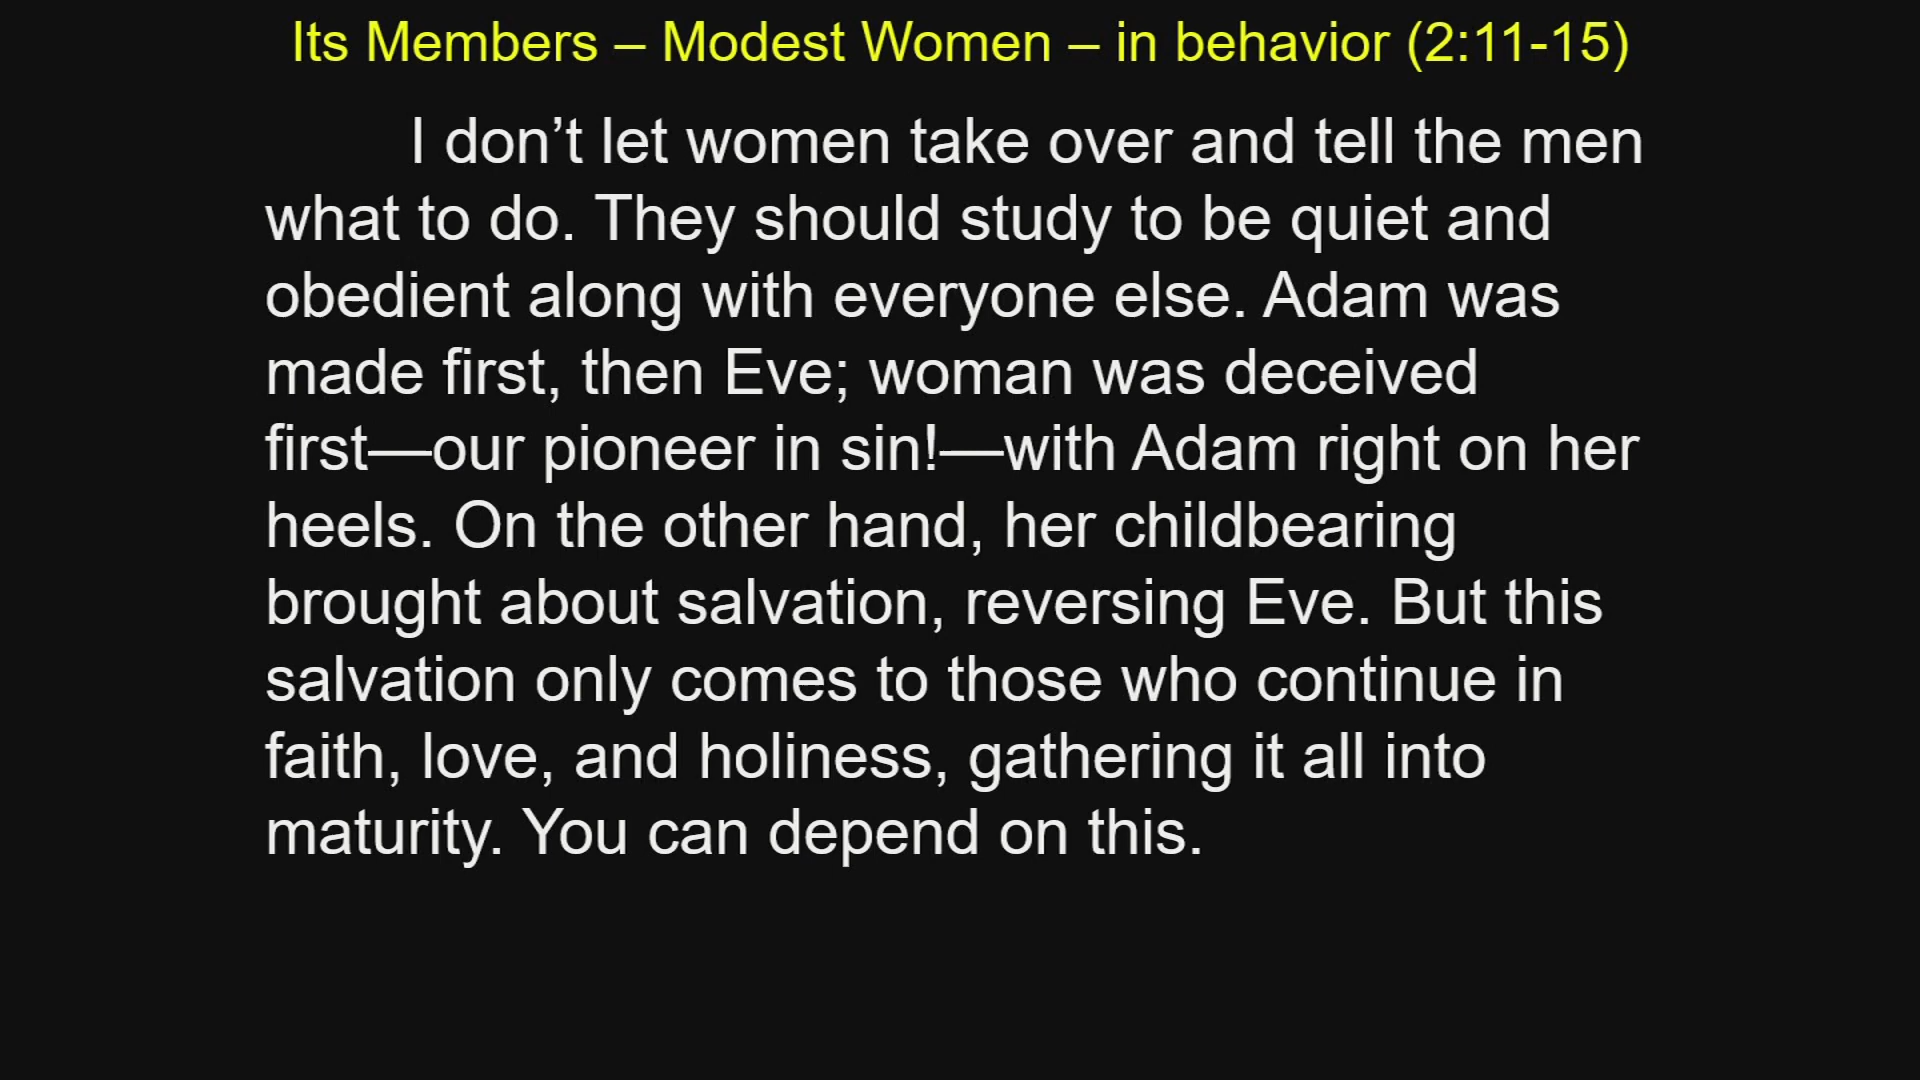 Its Members – Modest Women – in behavior (2:11-15)
I don’t let women take over and tell the men
what to do. They should study to be quiet and
obedient along with everyone else. Adam was
made first, then Eve; woman was deceived
first—our pioneer in sin!—with Adam right on her
heels. On the other hand, her childbearing
brought about salvation, reversing Eve. But this
salvation only comes to those who continue in
faith, love, and holiness, gathering it all into
maturity. You can depend on this.